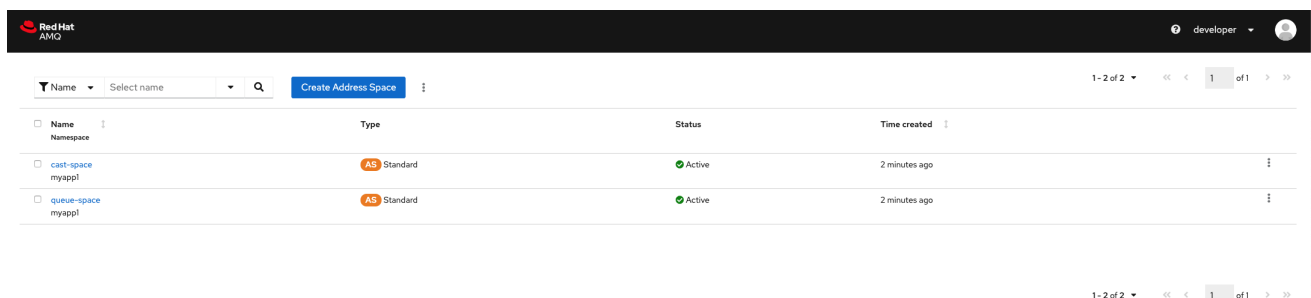 Red Hat
AMQ
developer
Name Select name Create Address Space 1 - 2 of 2 1 of 1
Name Type Status Time created
Namespace
cast-space AS Standard Active 2 minutes ago
myapp1
queue-space AS Standard Active 2 minutes ago
myapp1
1 - 2 of 2 1 of 1